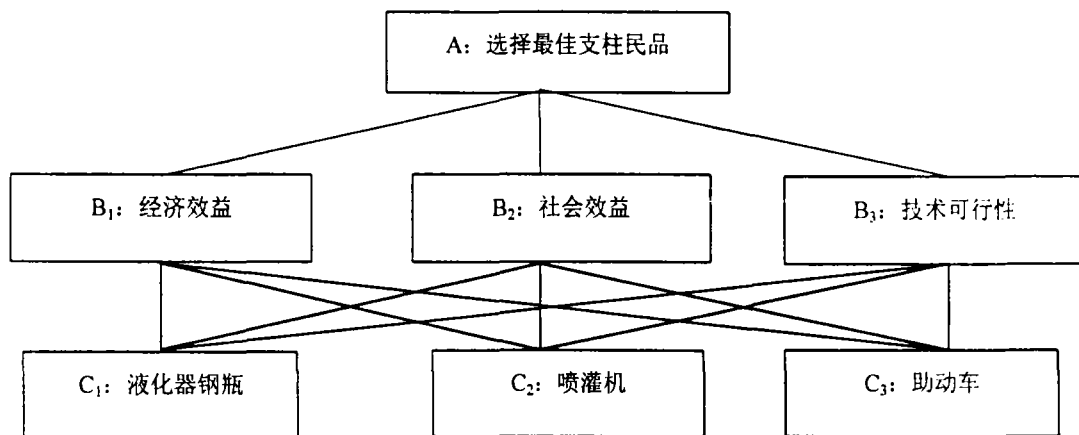 A：选择最佳支柱民品
B₁：经济效益
B₂：社会效益
B₃：技术可行性
C₁：液化器钢瓶
C₂：喷灌机
C₃：助动车